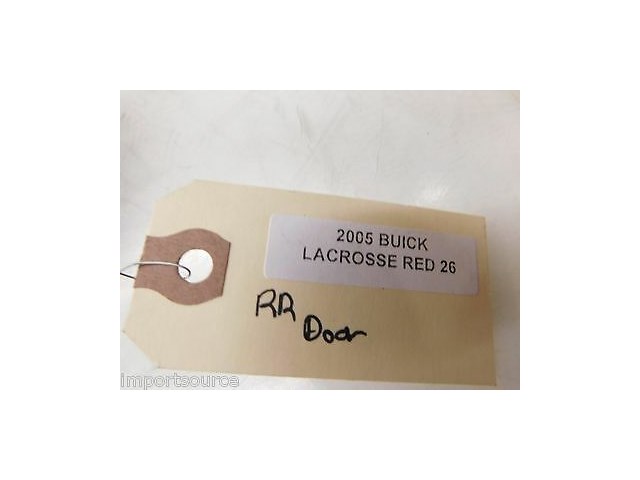 2005 BUICK
LACROSSE RED 26
RR
Door
importsource